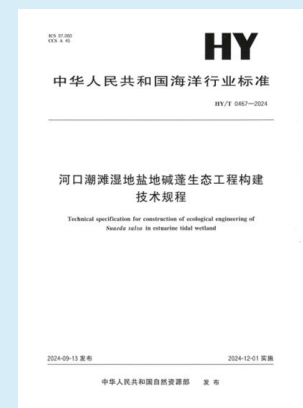 ICS 07.060
CCS A 45
HY
中华人民共和国海洋行业标准
HY/T 0467—2024
河口潮滩湿地盐地碱蓬生态工程构建
技术规程
Technical specification for construction of ecological engineering of
Suaeda salsa in estuarine tidal wetland
2024-09-13 发布
2024-12-01 实施
中华人民共和国自然资源部 发布